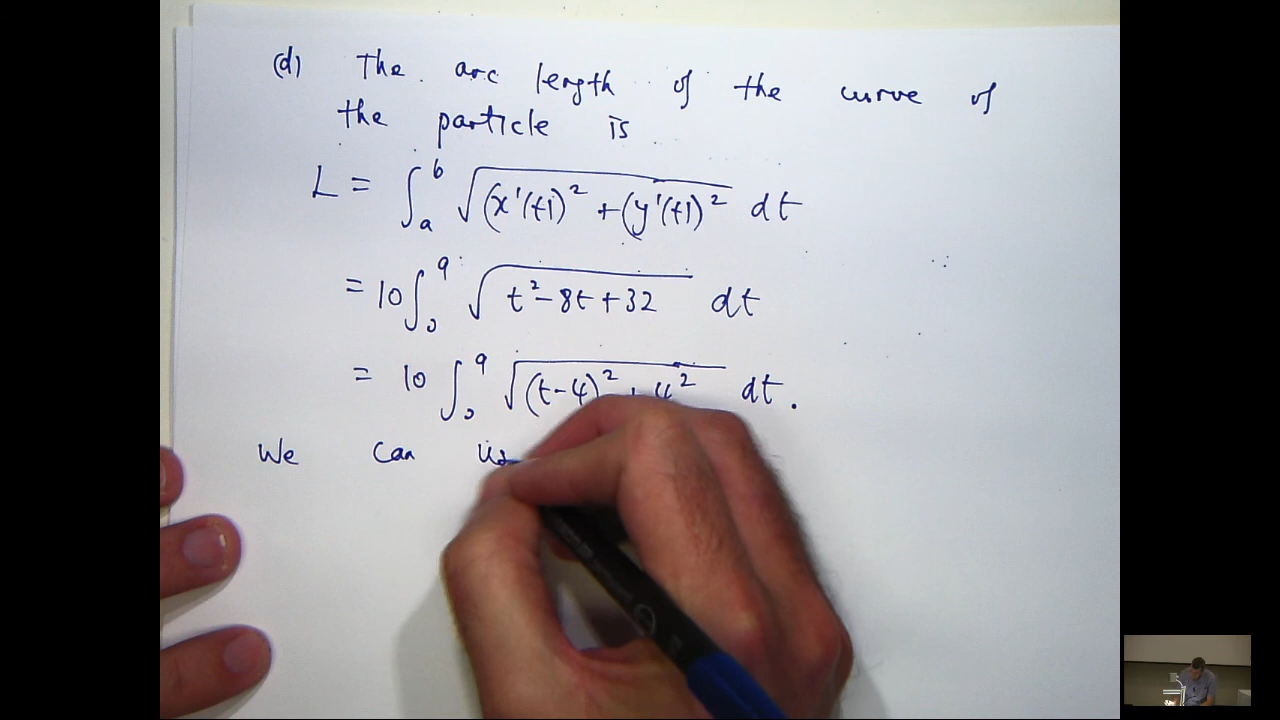 (d) The arc length of the curve of
the particle is
L = ∫_a^b √((x'(t))² + (y'(t))²) dt
= 10 ∫_0^9 √(t² - 8t + 32) dt
= 10 ∫_0^9 √((t-4)² + 4²) dt.
We can